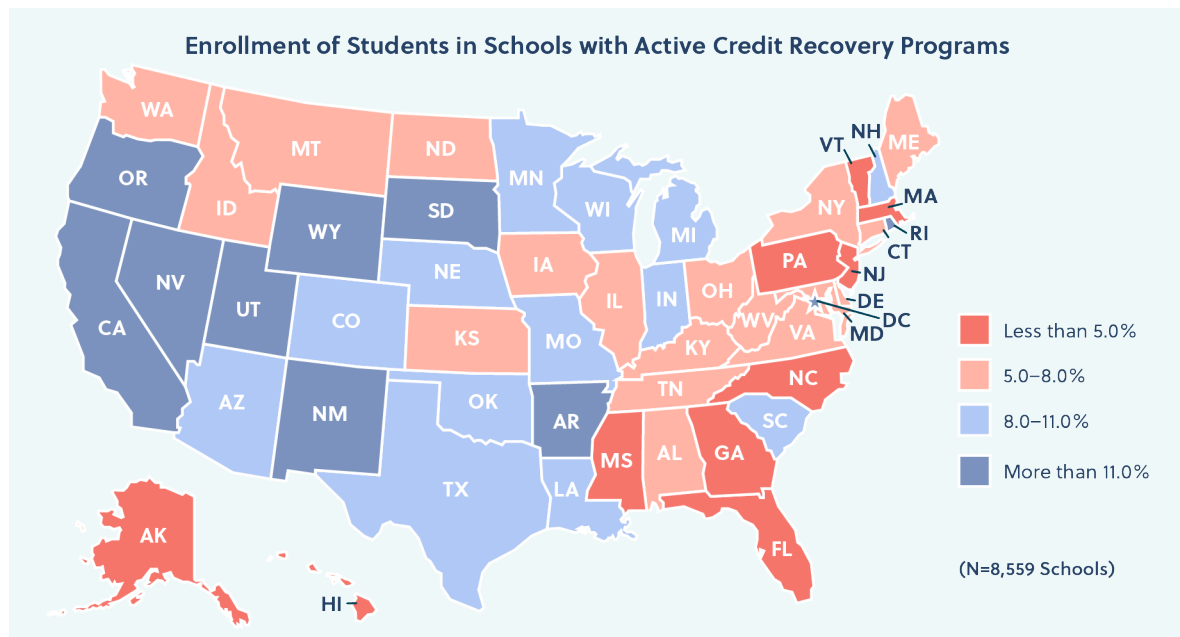 Enrollment of Students in Schools with Active Credit Recovery Programs
WA
MT
ND
MN
VT
NH
ME
OR
ID
WY
SD
WI
MI
NY
MA
RI
CT
NV
UT
CA
NE
IA
IL
IN
OH
PA
NJ
DE
DC
MD
CO
KS
MO
KY
WV
VA
AZ
NM
OK
AR
TN
NC
SC
TX
LA
MS
AL
GA
FL
AK
HI
Less than 5.0%
5.0–8.0%
8.0–11.0%
More than 11.0%
(N=8,559 Schools)